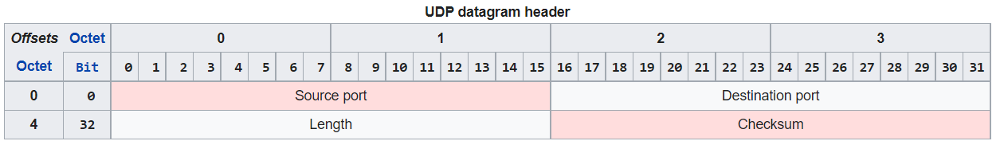 UDP datagram header
Offsets Octet 0 1 2 3
Octet Bit 0 1 2 3 4 5 6 7 8 9 10 11 12 13 14 15 16 17 18 19 20 21 22 23 24 25 26 27 28 29 30 31
0 0 Source port Destination port
4 32 Length Checksum